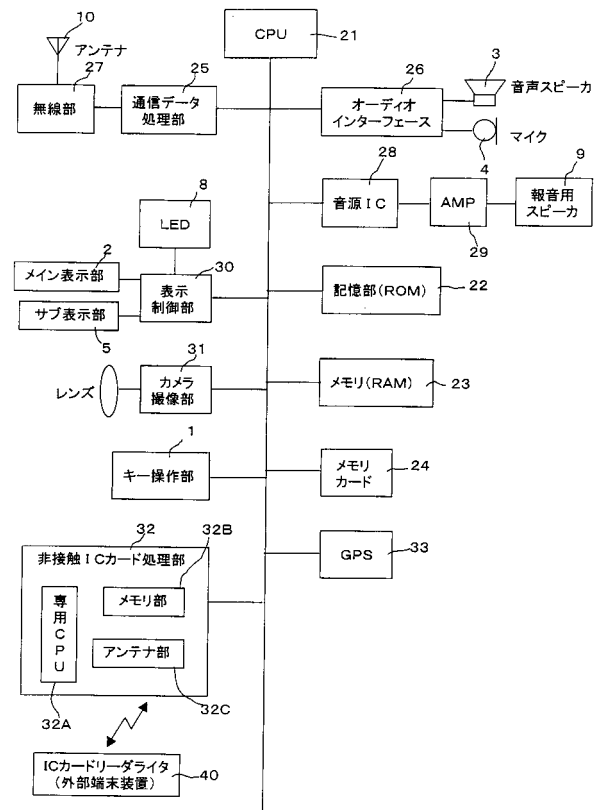 10
アンテナ
27
無線部
25
通信データ
処理部
CPU
21
26
オーディオ
インターフェース
3
音声スピーカ
4
マイク
28
音源IC
AMP
29
9
報音用
スピーカ
8
LED
2
メイン表示部
サブ表示部
5
30
表示
制御部
記憶部(ROM)
22
レンズ
31
カメラ
撮像部
メモリ(RAM)
23
1
キー操作部
メモリ
カード
24
GPS
33
32
32B
非接触ICカード処理部
メモリ部
専用CPU
アンテナ部
32A
32C
ICカードリーダライタ
(外部端末装置)
40